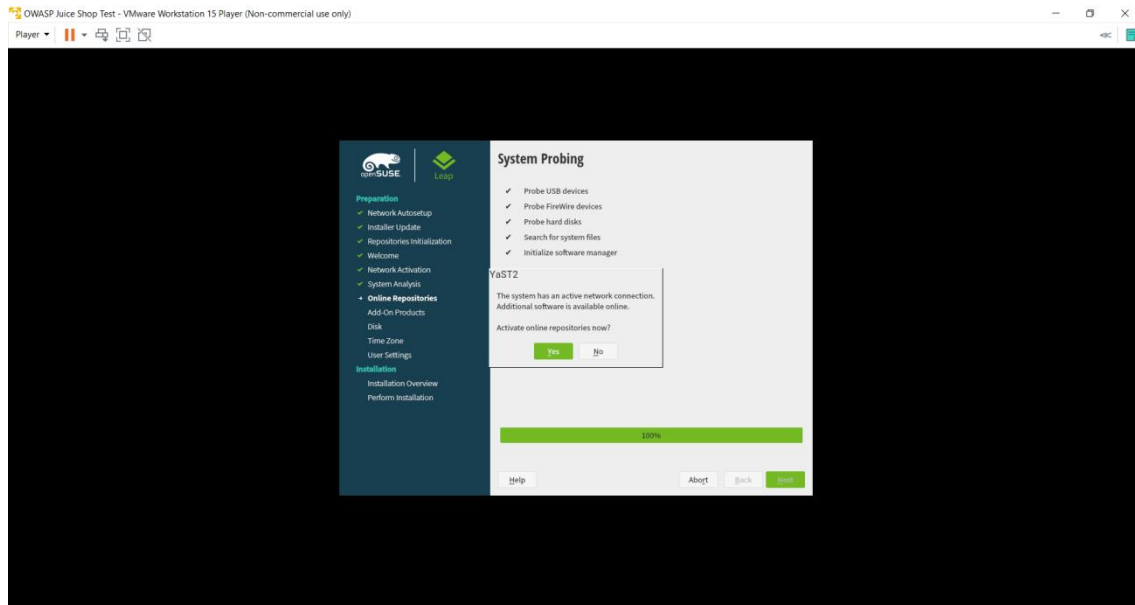 OWASP Juice Shop Test - VMware Workstation 15 Player (Non-commercial use only)
Player
openSUSE
Leap
Preparation
Network Autosetup
Installer Update
Repositories Initialization
Welcome
Network Activation
System Analysis
Online Repositories
Add-On Products
Disk
Time Zone
User Settings
Installation
Installation Overview
Perform Installation
System Probing
Probe USB devices
Probe FireWire devices
Probe hard disks
Search for system files
Initialize software manager
YaST2
The system has an active network connection.
Additional software is available online.
Activate online repositories now?
Yes No
100%
Help Abort Back Next